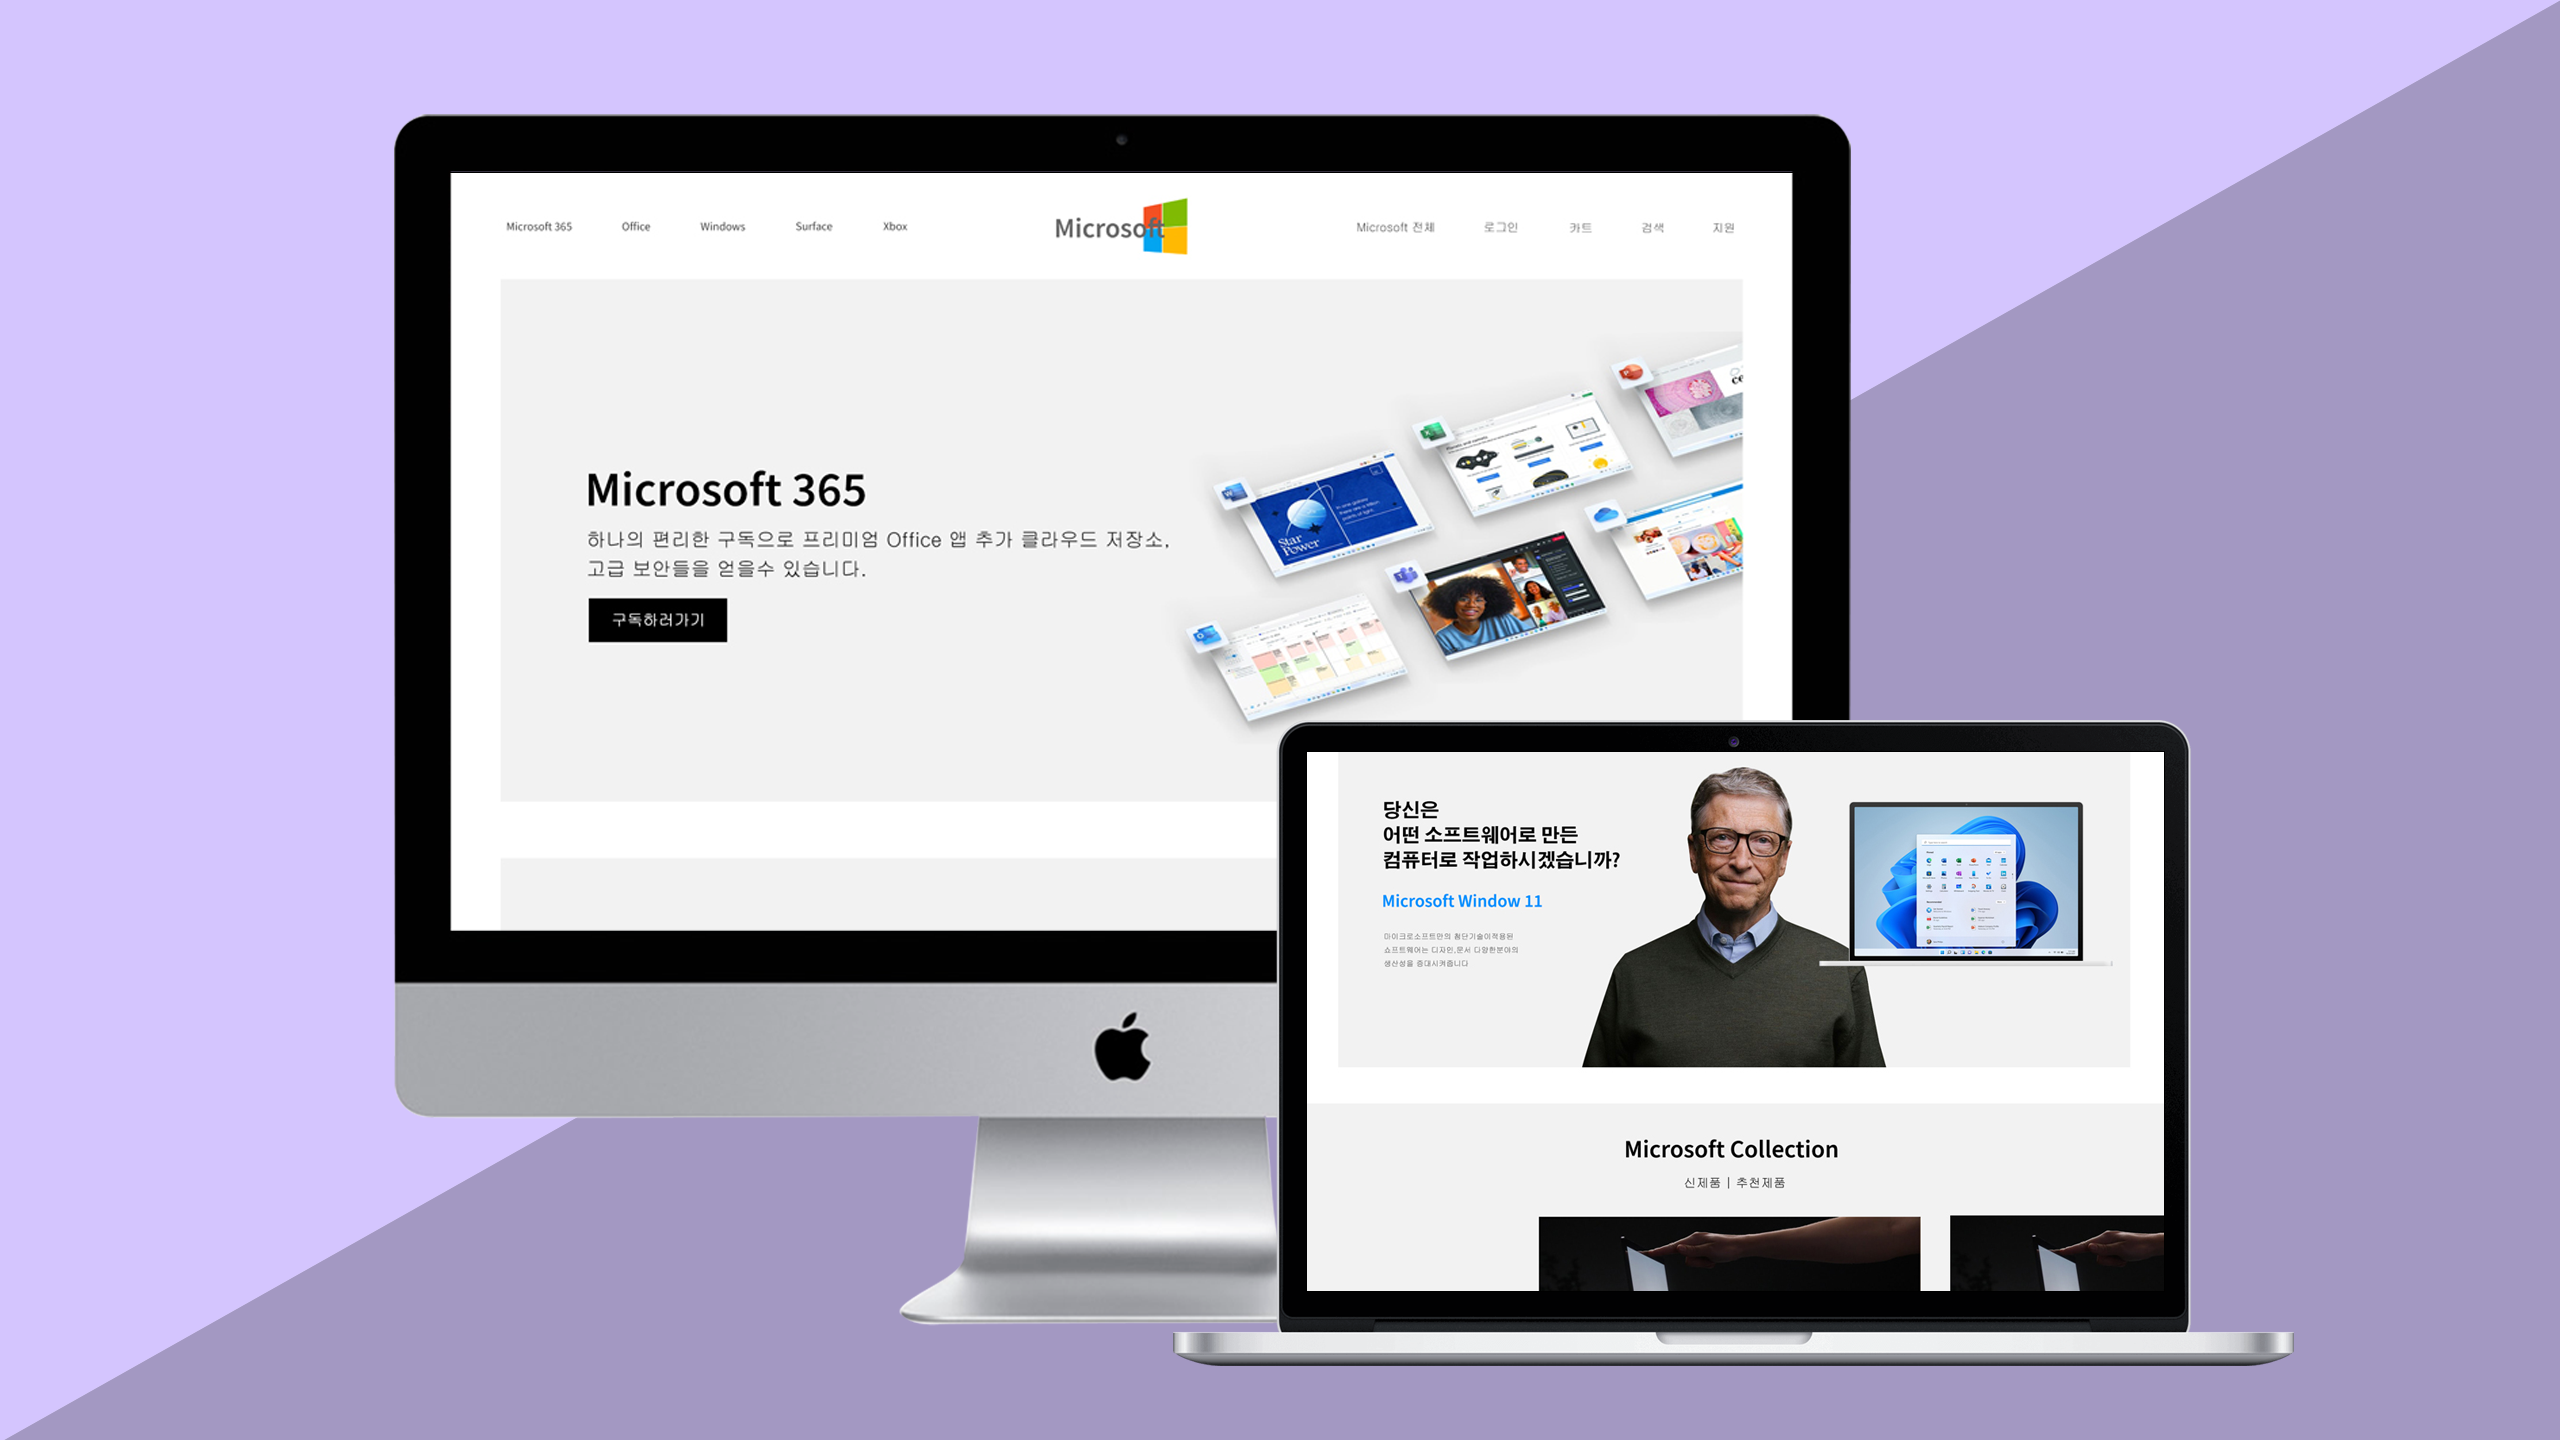 Microsoft 365 Office Windows Surface Xbox Microsoft Microsoft 전체 로그인 카트 검색 지원
Microsoft 365
하나의 편리한 구독으로 프리미엄 Office 앱 추가 클라우드 저장소,
고급 보안들을 얻을수 있습니다.
구독하러가기
Star
Power
당신은
어떤 소프트웨어로 만든
컴퓨터로 작업하시겠습니까?
Microsoft Window 11
마이크로소프트만의 첨단기술이적용된
쇼프트웨어는 디자인,문서 다양한분야의
생산성을 증대시켜줍니다
Microsoft Collection
신제품 | 추천제품